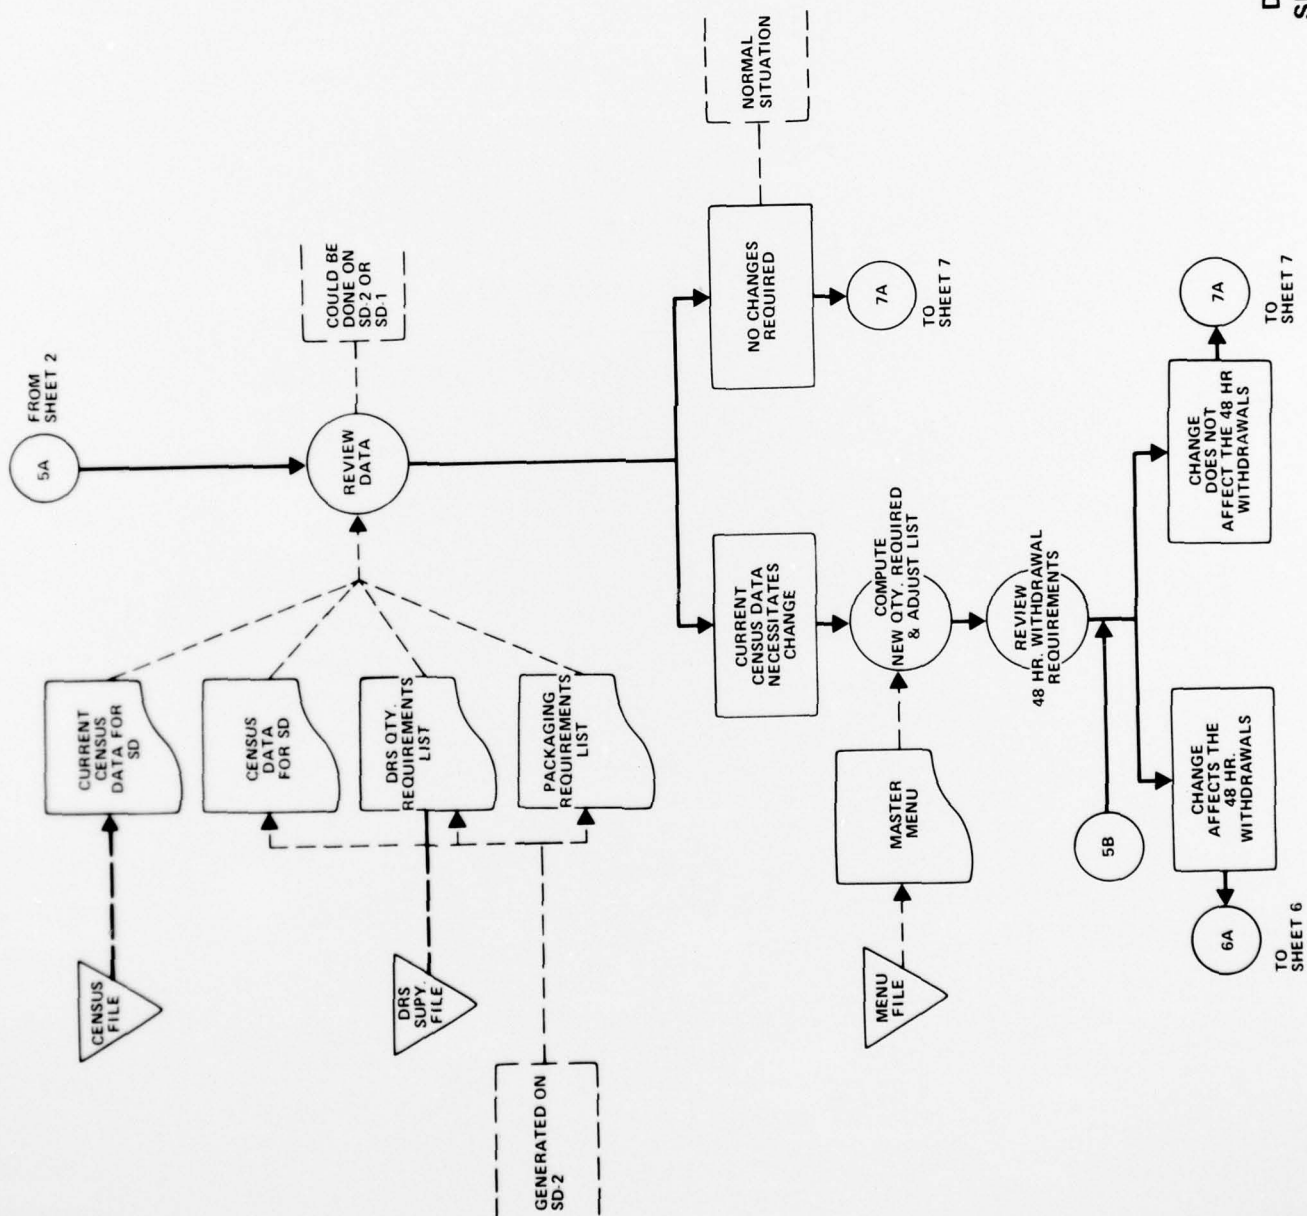 5A
FROM
SHEET 2
REVIEW
DATA
COULD BE
DONE ON
SD-2 OR
SD-1
CENSUS
FILE
CURRENT
CENSUS
DATA FOR
SD
CENSUS
DATA
FOR SD
DRS
SUPY.
FILE
DRS QTY.
REQUIREMENTS
LIST
PACKAGING
REQUIREMENTS
LIST
GENERATED ON
SD-2
CURRENT
CENSUS DATA
NECESSITATES
CHANGE
NO CHANGES
REQUIRED
NORMAL
SITUATION
7A
TO
SHEET 7
MENU
FILE
MASTER
MENU
COMPUTE
NEW QTY. REQUIRED
& ADJUST LIST
REVIEW
48 HR. WITHDRAWAL
REQUIREMENTS
5B
CHANGE
AFFECTS THE
48 HR.
WITHDRAWALS
6A
TO
SHEET 6
CHANGE
DOES NOT
AFFECT THE 48 HR
WITHDRAWALS
7A
TO
SHEET 7